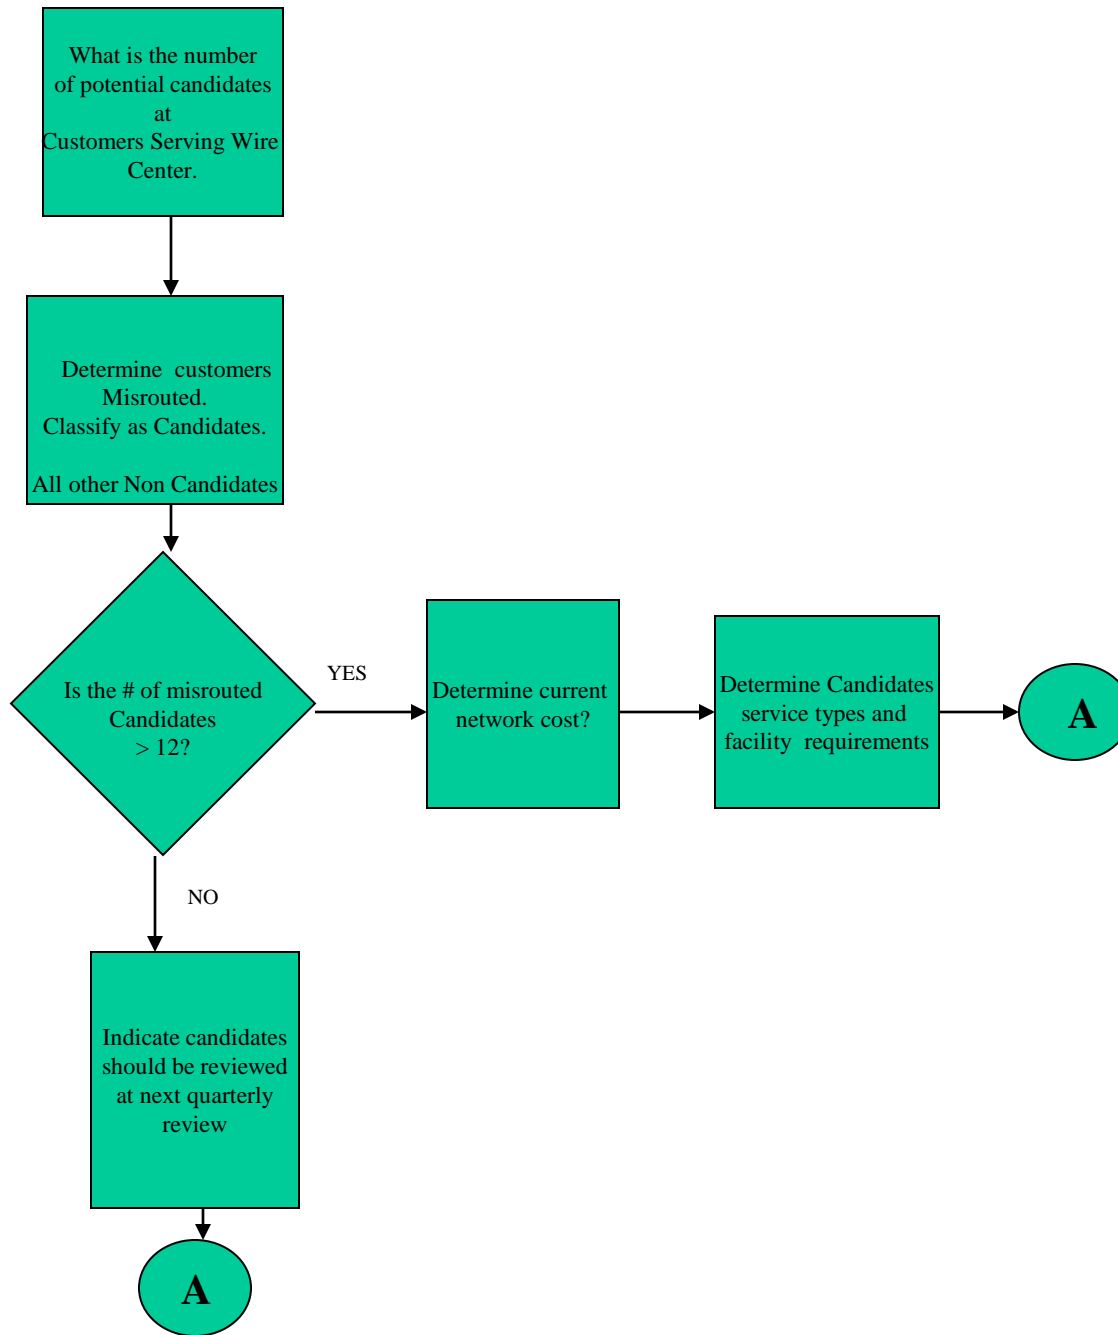 What is the number
of potential candidates
at
Customers Serving Wire
Center.
Determine customers
Misrouted.
Classify as Candidates.
All other Non Candidates
Is the # of misrouted
Candidates
> 12?
YES
Determine current
network cost?
Determine Candidates
service types and
facility requirements
A
NO
Indicate candidates
should be reviewed
at next quarterly
review
A